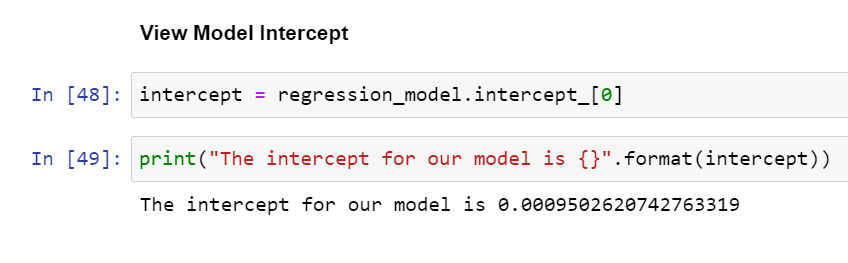 View Model Intercept
In [48]: intercept = regression_model.intercept_[0]
In [49]: print("The intercept for our model is {}".format(intercept))
The intercept for our model is 0.0009502620742763319